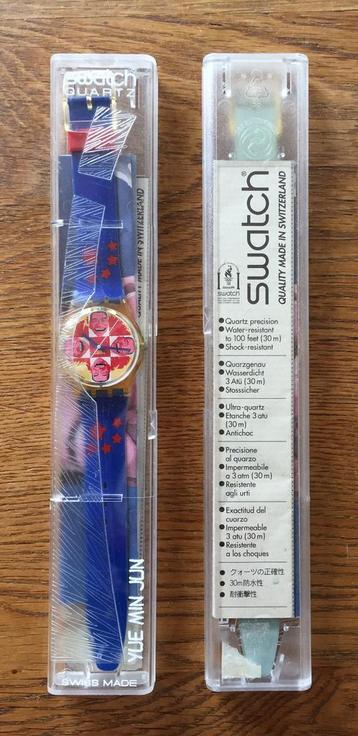 swatch
QUARTZ
QUALITY MADE IN SWITZERLAND
YUE MIN JUN
SWISS MADE
swatch
swatch®
QUALITY MADE IN SWITZERLAND
• Quartz precision
• Water-resistant
to 100 feet (30 m)
• Shock-resistant
• Quarzgenau
• Wasserdicht
3 Atü (30 m)
• Stosssicher
• Ultra-quartz
• Etanche 3 atu
(30 m)
• Antichoc
• Precisione
al quarzo
• Impermeabile
a 3 atm (30 m)
• Resistente
agli urti
• Exactitud del
cuorzo
• Impermeable
3 atu (30 m)
• Resistente
a los choques
• クォーツの正確性
• 30m防水性
• 耐衝撃性